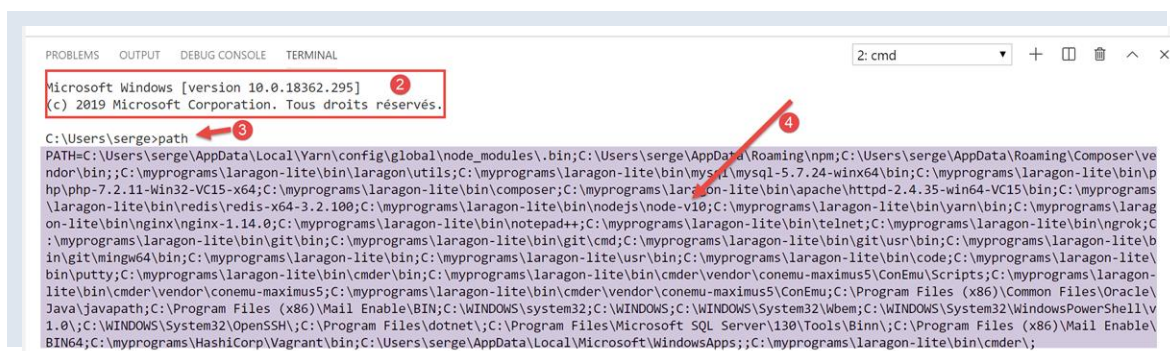 PROBLEMS OUTPUT DEBUG CONSOLE TERMINAL 2: cmd
Microsoft Windows [version 10.0.18362.295] 2
(c) 2019 Microsoft Corporation. Tous droits réservés.
4
C:\Users\serge>path 3
PATH=C:\Users\serge\AppData\Local\Yarn\config\global\node_modules\.bin;C:\Users\serge\AppData\Roaming\npm;C:\Users\serge\AppData\Roaming\Composer\ve
ndor\bin;;C:\myprograms\laragon-lite\bin\laragon\utils;C:\myprograms\laragon-lite\bin\mysql\mysql-5.7.24-winx64\bin;C:\myprograms\laragon-lite\bin\p
hp\php-7.2.11-Win32-VC15-x64;C:\myprograms\laragon-lite\bin\composer;C:\myprograms\laragon-lite\bin\apache\httpd-2.4.35-win64-VC15\bin;C:\myprograms
\laragon-lite\bin\redis\redis-x64-3.2.100;C:\myprograms\laragon-lite\bin\nodejs\node-v10;C:\myprograms\laragon-lite\bin\yarn\bin;C:\myprograms\larag
on-lite\bin\nginx\nginx-1.14.0;C:\myprograms\laragon-lite\bin\notepad++;C:\myprograms\laragon-lite\bin\telnet;C:\myprograms\laragon-lite\bin\ngrok;C
:\myprograms\laragon-lite\bin\git\bin;C:\myprograms\laragon-lite\bin\git\cmd;C:\myprograms\laragon-lite\bin\git\usr\bin;C:\myprograms\laragon-lite\b
in\git\mingw64\bin;C:\myprograms\laragon-lite\bin;C:\myprograms\laragon-lite\usr\bin;C:\myprograms\laragon-lite\bin\code;C:\myprograms\laragon-lite\
bin\putty;C:\myprograms\laragon-lite\bin\cmder\bin;C:\myprograms\laragon-lite\bin\cmder\vendor\conemu-maximus5\ConEmu\Scripts;C:\myprograms\laragon-
lite\bin\cmder\vendor\conemu-maximus5;C:\myprograms\laragon-lite\bin\cmder\vendor\conemu-maximus5\ConEmu;C:\Program Files (x86)\Common Files\Oracle\
Java\javapath;C:\Program Files (x86)\Mail Enable\BIN;C:\WINDOWS\system32;C:\WINDOWS;C:\WINDOWS\System32\Wbem;C:\WINDOWS\System32\WindowsPowerShell\v
1.0\;C:\WINDOWS\System32\OpenSSH\;C:\Program Files\dotnet\;C:\Program Files\Microsoft SQL Server\130\Tools\Binn\;C:\Program Files (x86)\Mail Enable\
BIN64;C:\myprograms\HashiCorp\Vagrant\bin;C:\Users\serge\AppData\Local\Microsoft\WindowsApps;;C:\myprograms\laragon-lite\bin\cmder\;